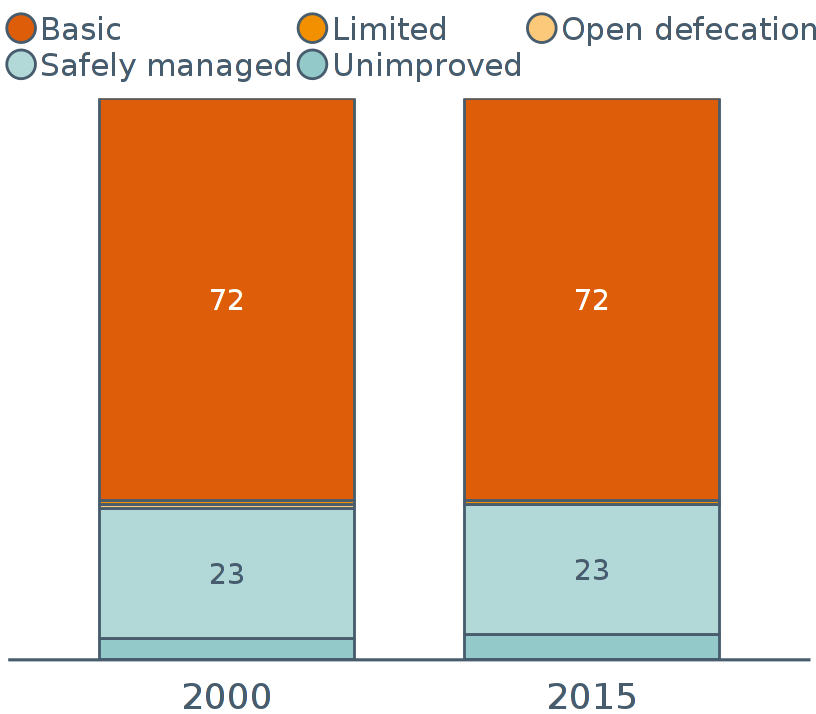 Basic Limited Open defecation
Safely managed Unimproved
72 72
23 23
2000 2015